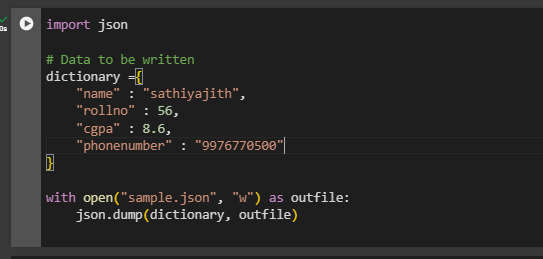 0s
import json
# Data to be written
dictionary ={
"name" : "sathiyajith",
"rollno" : 56,
"cgpa" : 8.6,
"phonenumber" : "9976770500"
}
with open("sample.json", "w") as outfile:
json.dump(dictionary, outfile)